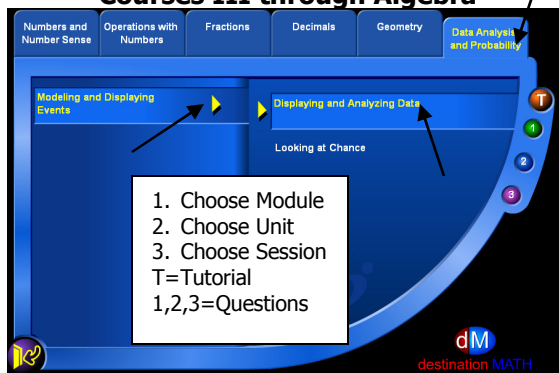 Courses III through Algebra
Numbers and Number Sense
Operations with Numbers
Fractions
Decimals
Geometry
Data Analysis and Probability
Modeling and Displaying Events
Displaying and Analyzing Data
Looking at Chance
T
1
2
3
1. Choose Module
2. Choose Unit
3. Choose Session
T=Tutorial
1,2,3=Questions
dM
destination MATH